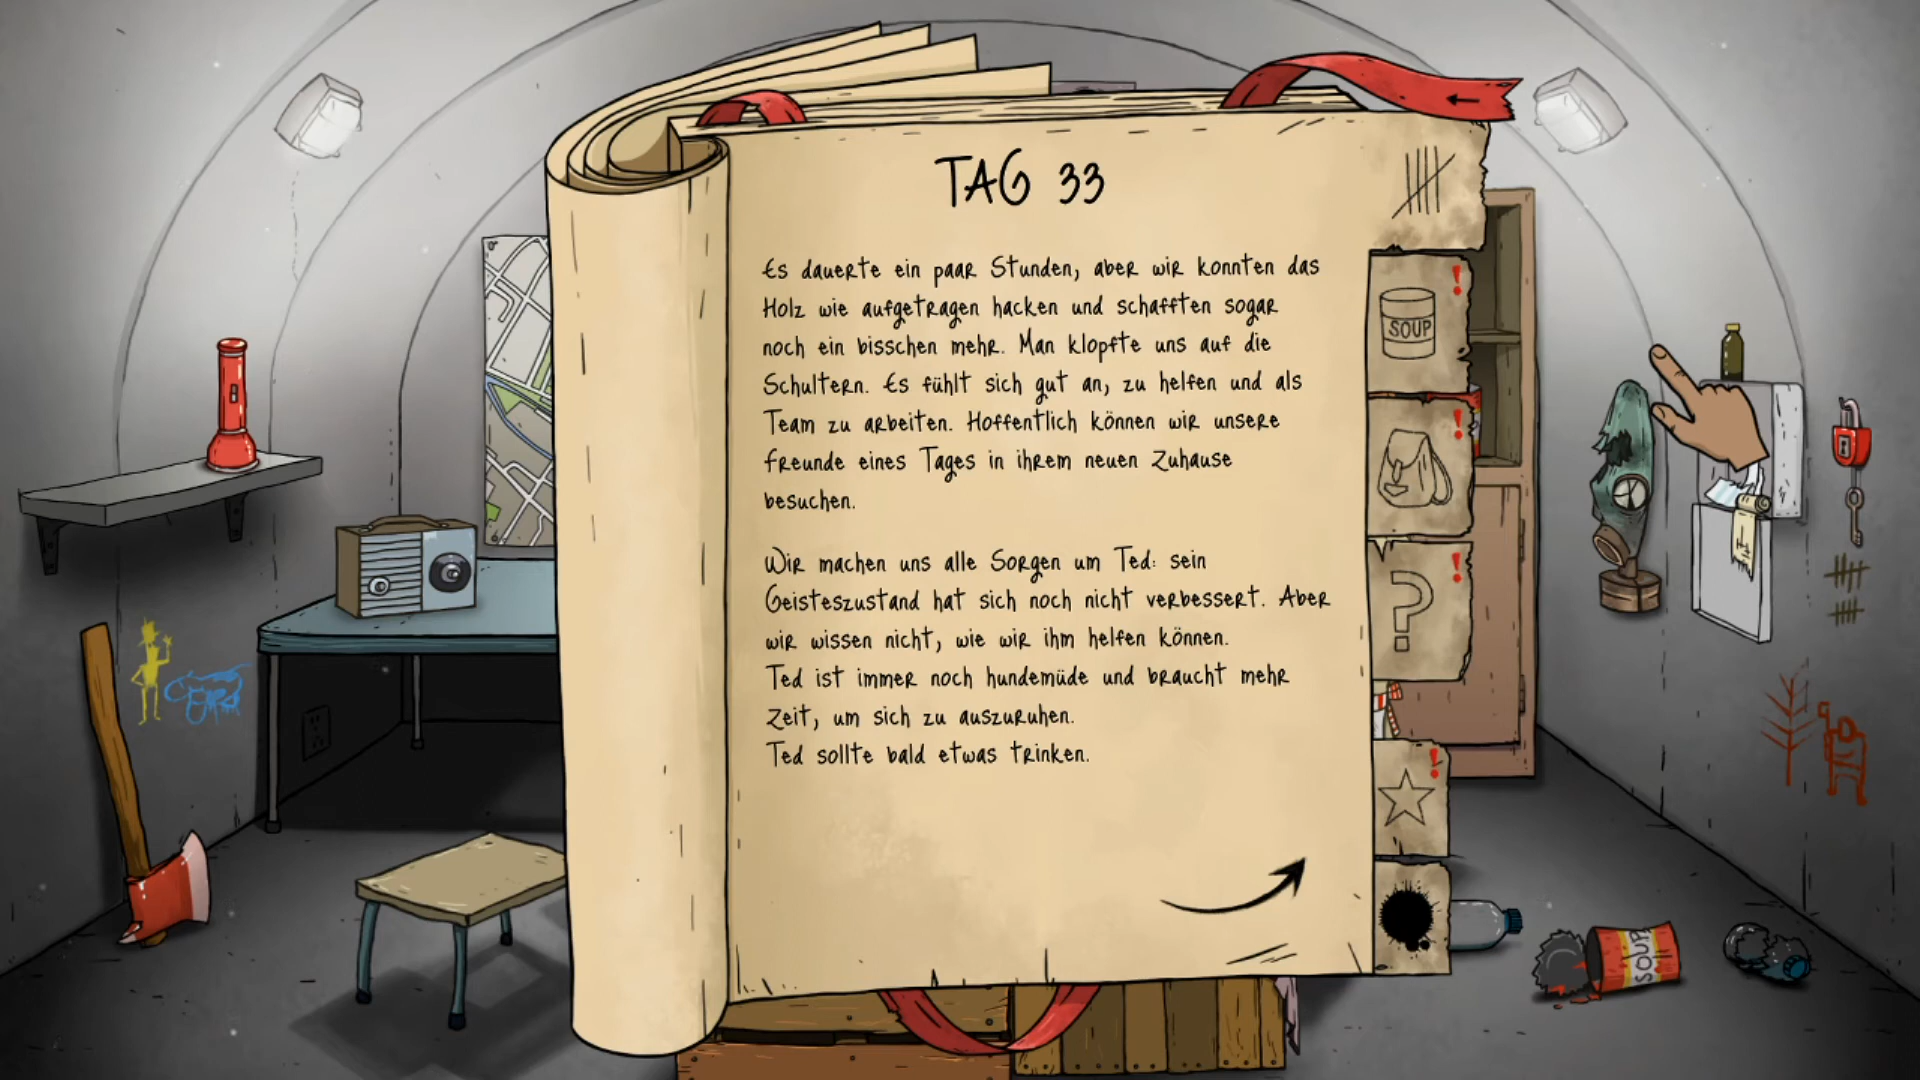 TAG 33
Es dauerte ein paar Stunden, aber wir konnten das
Holz wie aufgetragen hacken und schafften sogar
noch ein bisschen mehr. Man klopfte uns auf die
Schultern. Es fühlt sich gut an, zu helfen und als
Team zu arbeiten. Hoffentlich können wir unsere
Freunde eines Tages in ihrem neuen Zuhause
besuchen.
Wir machen uns alle Sorgen um Ted: sein
Geisteszustand hat sich noch nicht verbessert. Aber
wir wissen nicht, wie wir ihm helfen können.
Ted ist immer noch hundemüde und braucht mehr
Zeit, um sich zu auszuruhen.
Ted sollte bald etwas trinken.
!
SOUP
!
!
?
!
SOUP